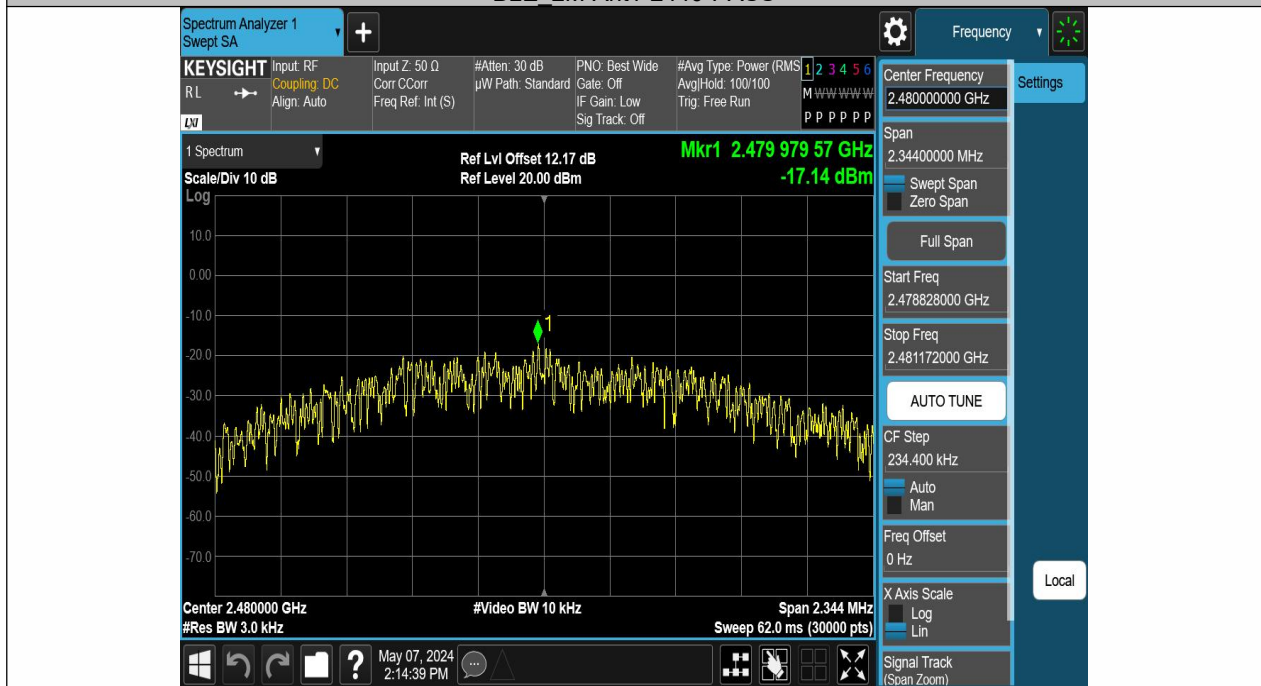 Spectrum Analyzer 1
Swept SA
Frequency
KEYSIGHT
RL
LXI
Input: RF
Coupling: DC
Align: Auto
Input Z: 50 Ω
Corr CCorr
Freq Ref: Int (S)
#Atten: 30 dB
µW Path: Standard
PNO: Best Wide
Gate: Off
IF Gain: Low
Sig Track: Off
#Avg Type: Power (RMS
Avg|Hold: 100/100
Trig: Free Run
1 2 3 4 5 6
M W W W W W
P P P P P P
1 Spectrum
Scale/Div 10 dB
Ref Lvl Offset 12.17 dB
Ref Level 20.00 dBm
Mkr1 2.479 979 57 GHz
-17.14 dBm
Log
10.0
0.00
-10.0
-20.0
-30.0
-40.0
-50.0
-60.0
-70.0
1
Center 2.480000 GHz
#Res BW 3.0 kHz
#Video BW 10 kHz
Span 2.344 MHz
Sweep 62.0 ms (30000 pts)
?
May 07, 2024
2:14:39 PM
Center Frequency
2.480000000 GHz
Span
2.34400000 MHz
Swept Span
Zero Span
Full Span
Start Freq
2.478828000 GHz
Stop Freq
2.481172000 GHz
AUTO TUNE
CF Step
234.400 kHz
Auto
Man
Freq Offset
0 Hz
X Axis Scale
Log
Lin
Signal Track
(Span Zoom)
Settings
Local